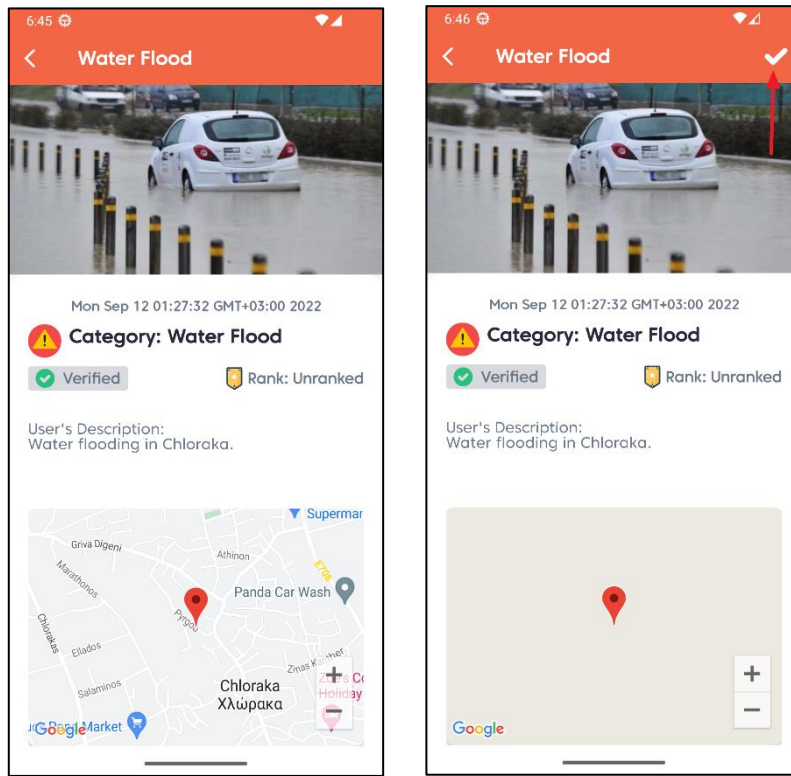 6:45
Water Flood
Mon Sep 12 01:27:32 GMT+03:00 2022
Category: Water Flood
Verified
Rank: Unranked
User's Description:
Water flooding in Chloraka.
Supermar
Griva Digeni
Athinon
E706
Marathonos
Panda Car Wash
Pyrgou
Chlorakas
Ellados
Zinas
Salaminos
Chloraka
Χλώρακα
Holiday
Google
Market
6:46
Water Flood
Mon Sep 12 01:27:32 GMT+03:00 2022
Category: Water Flood
Verified
Rank: Unranked
User's Description:
Water flooding in Chloraka.
Google